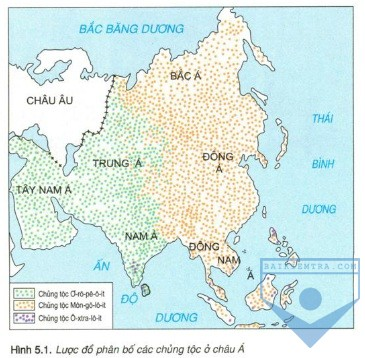 BẮC BĂNG DƯƠNG
BẮC Á
CHÂU ÂU
THÁI
BÌNH
DƯƠNG
TRUNG Á
ĐÔNG
Á
TÂY NAM Á
NAM Á
ĐÔNG
NAM
Á
ẤN
ĐỘ
DƯƠNG
BAIKIEMTRA.COM
Chủng tộc Ơ-rô-pê-ô-it
Chủng tộc Môn-gô-lô-it
Chủng tộc Ô-xtra-lô-it
Hình 5.1. Lược đồ phân bố các chủng tộc ở châu Á